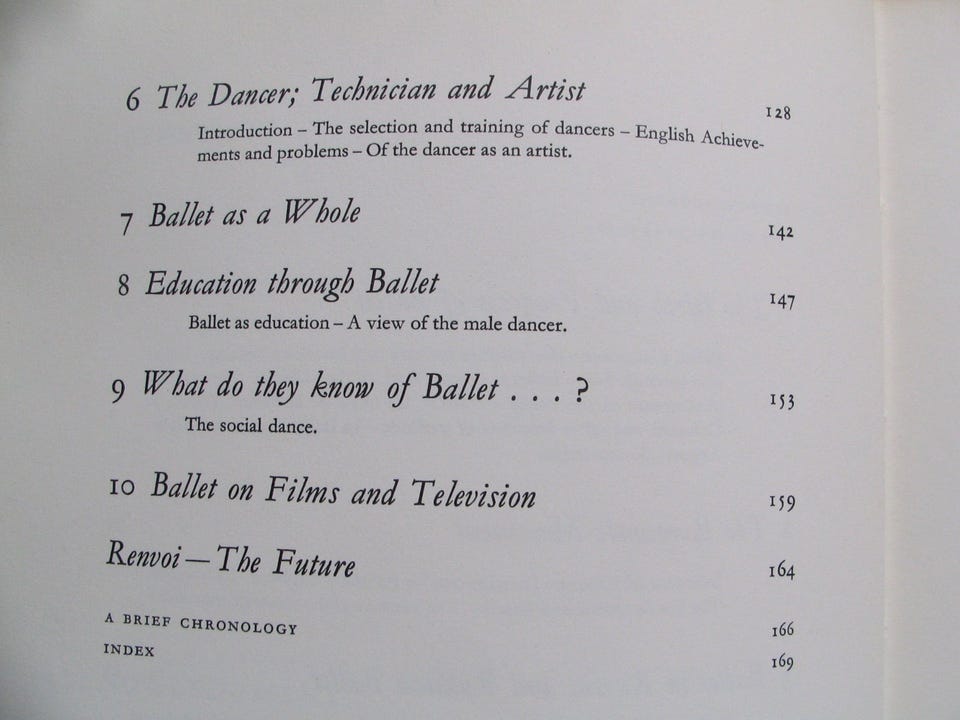 6 The Dancer; Technician and Artist 128
Introduction – The selection and training of dancers – English Achieve-
ments and problems – Of the dancer as an artist.
7 Ballet as a Whole 142
8 Education through Ballet 147
Ballet as education – A view of the male dancer.
9 What do they know of Ballet . . . ? 153
The social dance.
10 Ballet on Films and Television 159
Renvoi — The Future 164
A BRIEF CHRONOLOGY 166
INDEX 169